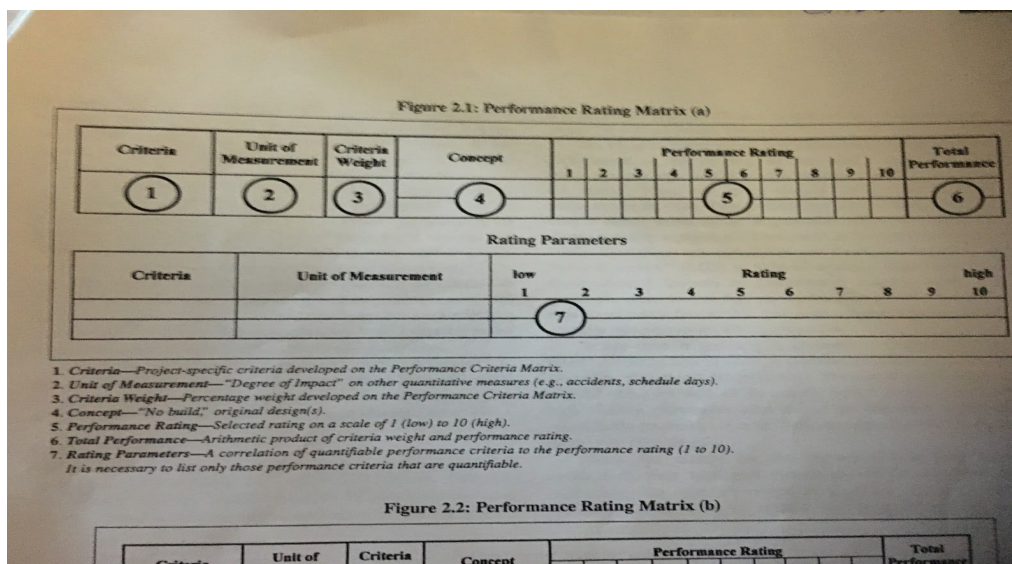 Figure 2.1: Performance Rating Matrix (a)
Criteria Unit of Measurement Criteria Weight Concept Performance Rating Total Performance
1 2 3 4 5 6 7 8 9 10
1 2 3 4 5 6
Rating Parameters
Criteria Unit of Measurement low Rating high
1 2 3 4 5 6 7 8 9 10
7
1. Criteria—Project-specific criteria developed on the Performance Criteria Matrix.
2. Unit of Measurement—"Degree of Impact" on other quantitative measures (e.g., accidents, schedule days).
3. Criteria Weight—Percentage weight developed on the Performance Criteria Matrix.
4. Concept—"No build," original design(s).
5. Performance Rating—Selected rating on a scale of 1 (low) to 10 (high).
6. Total Performance—Arithmetic product of criteria weight and performance rating.
7. Rating Parameters—A correlation of quantifiable performance criteria to the performance rating (1 to 10).
It is necessary to list only those performance criteria that are quantifiable.
Figure 2.2: Performance Rating Matrix (b)
Criteria Unit of Criteria Concept Performance Rating Total Performance